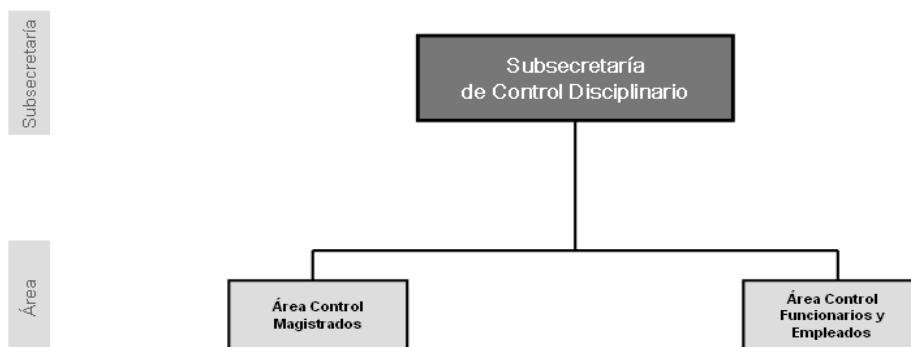 Subsecretaría
Subsecretaría
de Control Disciplinario
Área
Área Control
Magistrados
Área Control
Funcionarios y
Empleados